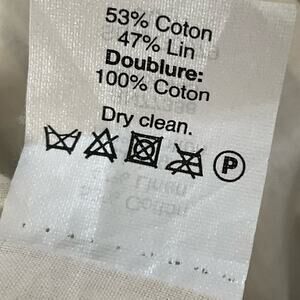 53% Coton
47% Lin
Doublure:
100% Coton
Dry clean.
P